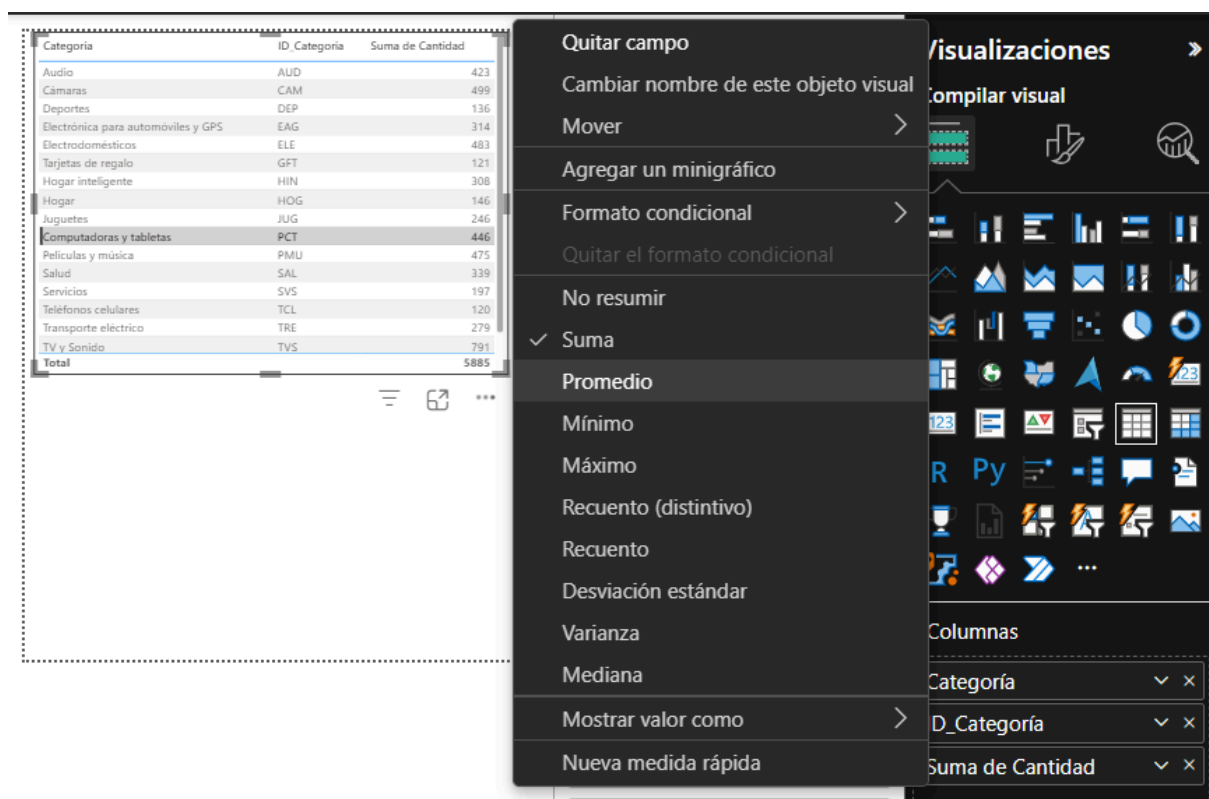 Categoría ID_Categoría Suma de Cantidad
Audio AUD 423
Cámaras CAM 499
Deportes DEP 136
Electrónica para automóviles y GPS EAG 314
Electrodomésticos ELE 483
Tarjetas de regalo GFT 121
Hogar inteligente HIN 308
Hogar HOG 146
Juguetes JUG 246
Computadoras y tabletas PCT 446
Películas y música PMU 475
Salud SAL 339
Servicios SVS 197
Teléfonos celulares TCL 120
Transporte eléctrico TRE 279
TV y Sonido TVS 791
Total 5885
Quitar campo
Cambiar nombre de este objeto visual
Mover
Agregar un minigráfico
Formato condicional
Quitar el formato condicional
No resumir
Suma
Promedio
Mínimo
Máximo
Recuento (distintivo)
Recuento
Desviación estándar
Varianza
Mediana
Mostrar valor como
Nueva medida rápida
Visualizaciones
Compilar visual
123
123
R Py
Columnas
Categoría
ID_Categoría
Suma de Cantidad